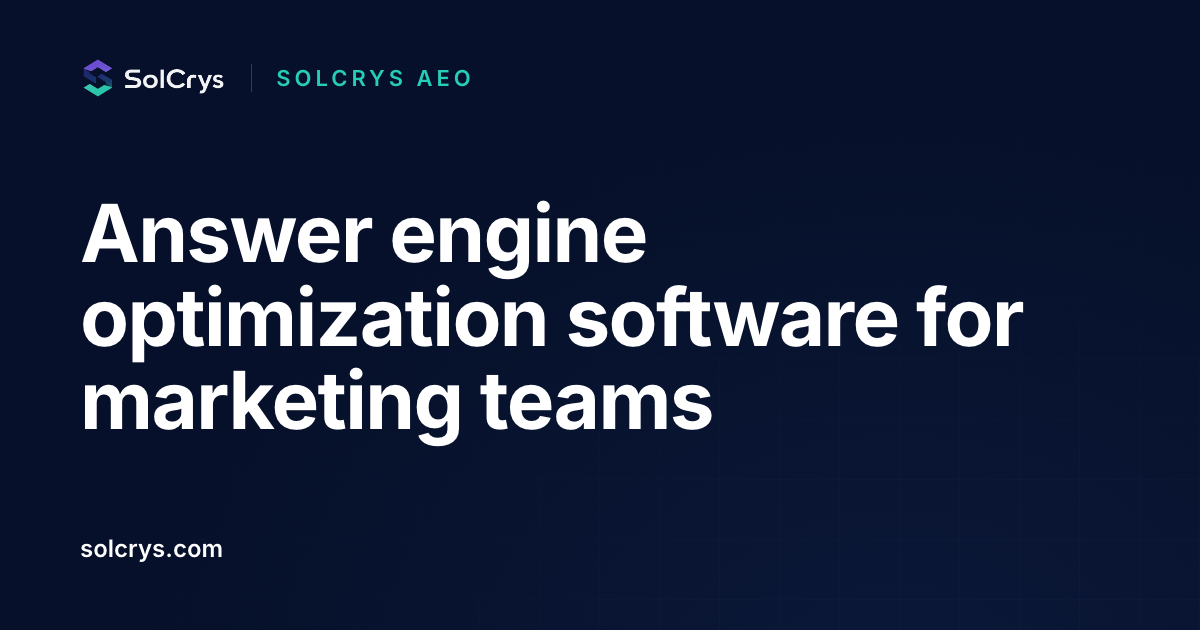 SolCrys
SOLCRYS AEO
Answer engine
optimization software for
marketing teams
solcrys.com